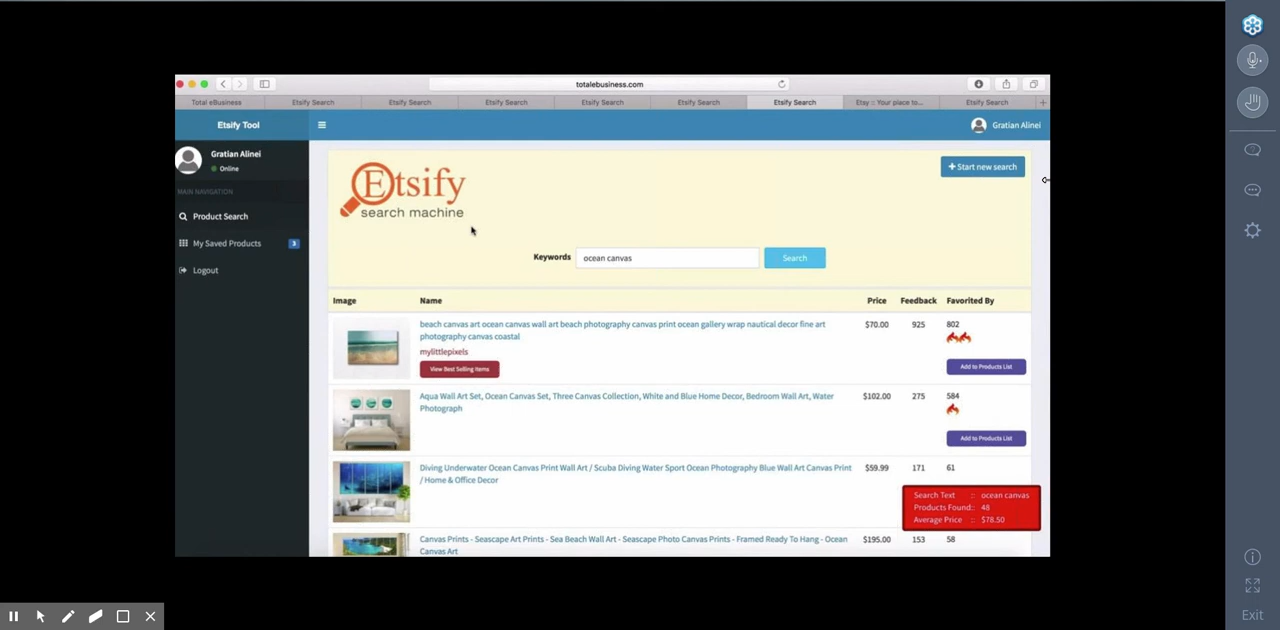 totalebusiness.com
Total eBusiness
Etsify Search
Etsify Search
Etsify Search
Etsify Search
Etsify Search
Etsify Search
Etsy :: Your place to...
Etsify Search
Etsify Tool
Gratian Alinei
Gratian Alinei
Online
MAIN NAVIGATION
Product Search
My Saved Products 3
Logout
Etsify
search machine
+Start new search
Keywords ocean canvas Search
Image Name Price Feedback Favorited By
beach canvas art ocean canvas wall art beach photography canvas print ocean gallery wrap nautical decor fine art $70.00 925 802
photography canvas coastal
mylittlepixels
View Best Selling Items
Add to Products List
Aqua Wall Art Set, Ocean Canvas Set, Three Canvas Collection, White and Blue Home Decor, Bedroom Wall Art, Water $102.00 275 584
Photograph
Add to Products List
Diving Underwater Ocean Canvas Print Wall Art / Scuba Diving Water Sport Ocean Photography Blue Wall Art Canvas Print $59.99 171 61
/ Home & Office Decor
Search Text :: ocean canvas
Products Found:: 48
Average Price :: $78.50
Canvas Prints - Seascape Art Prints - Sea Beach Wall Art - Seascape Photo Canvas Prints - Framed Ready To Hang - Ocean $195.00 153 58
Canvas Art
Exit